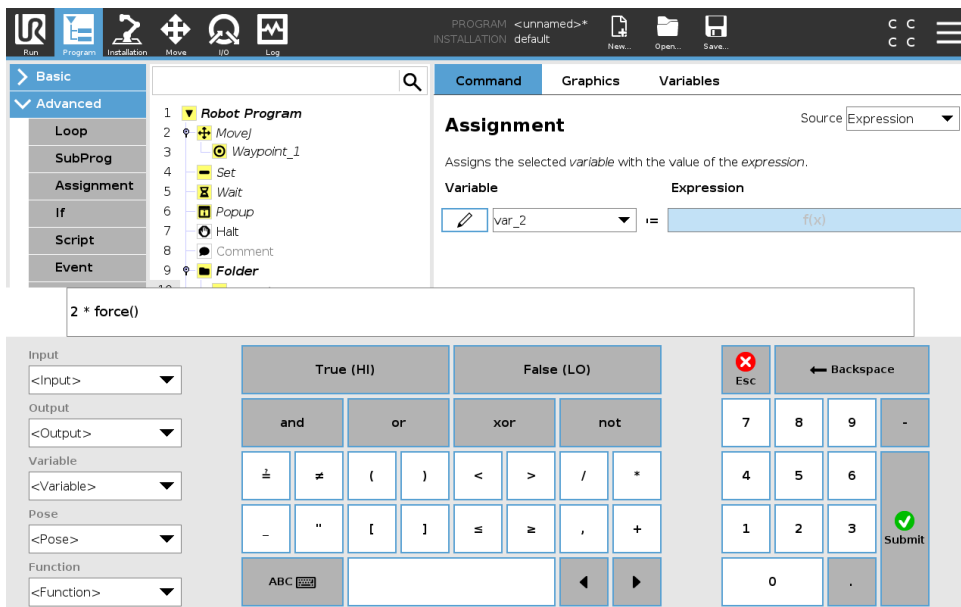 PROGRAM <unnamed>*
INSTALLATION default
Run Program Installation Move I/O Log New... Open... Save... C C
C C
Basic
Advanced
Loop
SubProg
Assignment
If
Script
Event
1 Robot Program
2 MoveJ
3 Waypoint_1
4 Set
5 Wait
6 Popup
7 Halt
8 Comment
9 Folder
Command Graphics Variables
Assignment
Source Expression
Assigns the selected variable with the value of the expression.
Variable Expression
var_2 := f(x)
2 * force()
Input
<Input>
Output
<Output>
Variable
<Variable>
Pose
<Pose>
Function
<Function>
True (HI) False (LO)
and or xor not
≟ ≠ ( ) < > / *
_ " [ ] ≤ ≥ , +
ABC
Esc Backspace
7 8 9 -
4 5 6
1 2 3 Submit
0 .